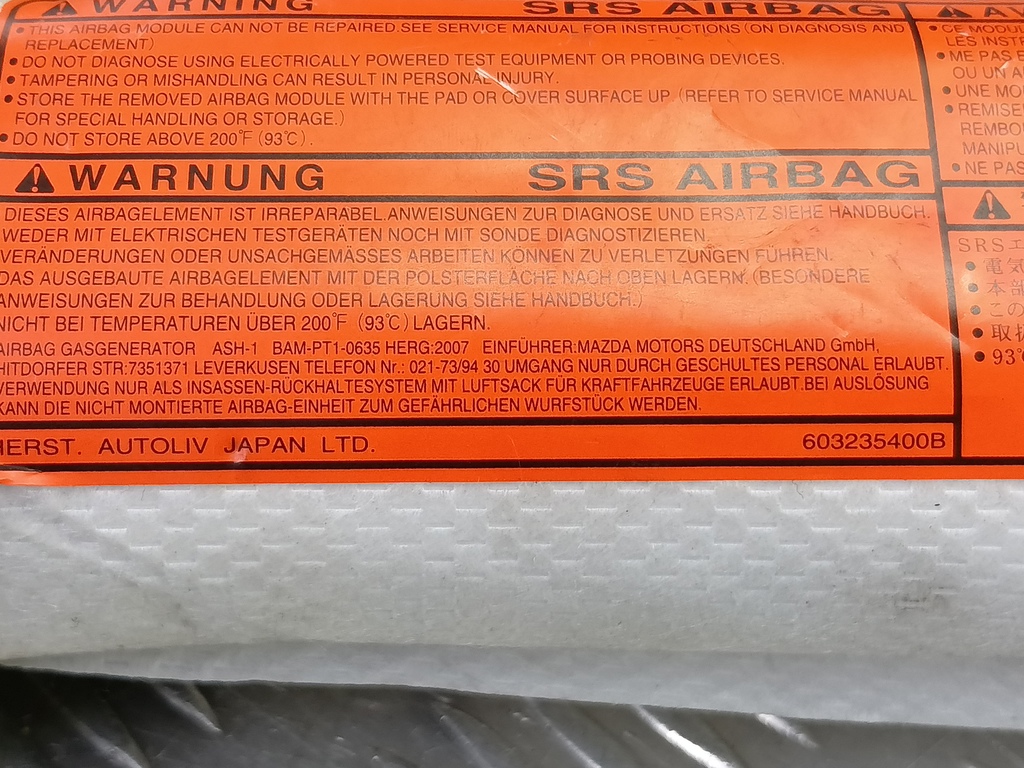 WARNING SRS AIRBAG
• THIS AIRBAG MODULE CAN NOT BE REPAIRED.SEE SERVICE MANUAL FOR INSTRUCTIONS (ON DIAGNOSIS AND
REPLACEMENT)
• DO NOT DIAGNOSE USING ELECTRICALLY POWERED TEST EQUIPMENT OR PROBING DEVICES.
• TAMPERING OR MISHANDLING CAN RESULT IN PERSONAL INJURY.
• STORE THE REMOVED AIRBAG MODULE WITH THE PAD OR COVER SURFACE UP. (REFER TO SERVICE MANUAL
FOR SPECIAL HANDLING OR STORAGE.)
• DO NOT STORE ABOVE 200°F (93℃).
WARNUNG SRS AIRBAG
DIESES AIRBAGELEMENT IST IRREPARABEL.ANWEISUNGEN ZUR DIAGNOSE UND ERSATZ SIEHE HANDBUCH.
WEDER MIT ELEKTRISCHEN TESTGERÄTEN NOCH MIT SONDE DIAGNOSTIZIEREN.
VERÄNDERUNGEN ODER UNSACHGEMÄSSES ARBEITEN KÖNNEN ZU VERLETZUNGEN FÜHREN.
DAS AUSGEBAUTE AIRBAGELEMENT MIT DER POLSTERFLÄCHE NACH OBEN LAGERN. (BESONDERE
ANWEISUNGEN ZUR BEHANDLUNG ODER LAGERUNG SIEHE HANDBUCH.)
NICHT BEI TEMPERATUREN ÜBER 200°F (93℃) LAGERN.
AIRBAG GASGENERATOR ASH-1 BAM-PT1-0635 HERG:2007 EINFÜHRER:MAZDA MOTORS DEUTSCHLAND GmbH,
HITDORFER STR:7351371 LEVERKUSEN TELEFON Nr.: 021-73/94 30 UMGANG NUR DURCH GESCHULTES PERSONAL ERLAUBT.
VERWENDUNG NUR ALS INSASSEN-RÜCKHALTESYSTEM MIT LUFTSACK FÜR KRAFTFAHRZEUGE ERLAUBT.BEI AUSLÖSUNG
KANN DIE NICHT MONTIERTE AIRBAG-EINHEIT ZUM GEFÄHRLICHEN WURFSTÜCK WERDEN.
HERST. AUTOLIV JAPAN LTD. 603235400B
• CE MODUL
LES INSTR
• ME PAS E
OU UN A
• UNE MO
• REMISE
REMBO
MANIPU
• NE PAS
SRSエ
• 電気
• 本部
• この
• 取扱
• 93℃